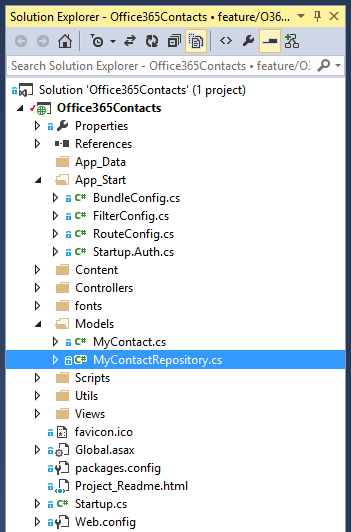 Solution Explorer - Office365Contacts • feature/O36...
Search Solution Explorer - Office365Contacts • feature/O3
Solution 'Office365Contacts' (1 project)
Office365Contacts
Properties
References
App_Data
App_Start
BundleConfig.cs
FilterConfig.cs
RouteConfig.cs
Startup.Auth.cs
Content
Controllers
fonts
Models
MyContact.cs
MyContactRepository.cs
Scripts
Utils
Views
favicon.ico
Global.asax
packages.config
Project_Readme.html
Startup.cs
Web.config